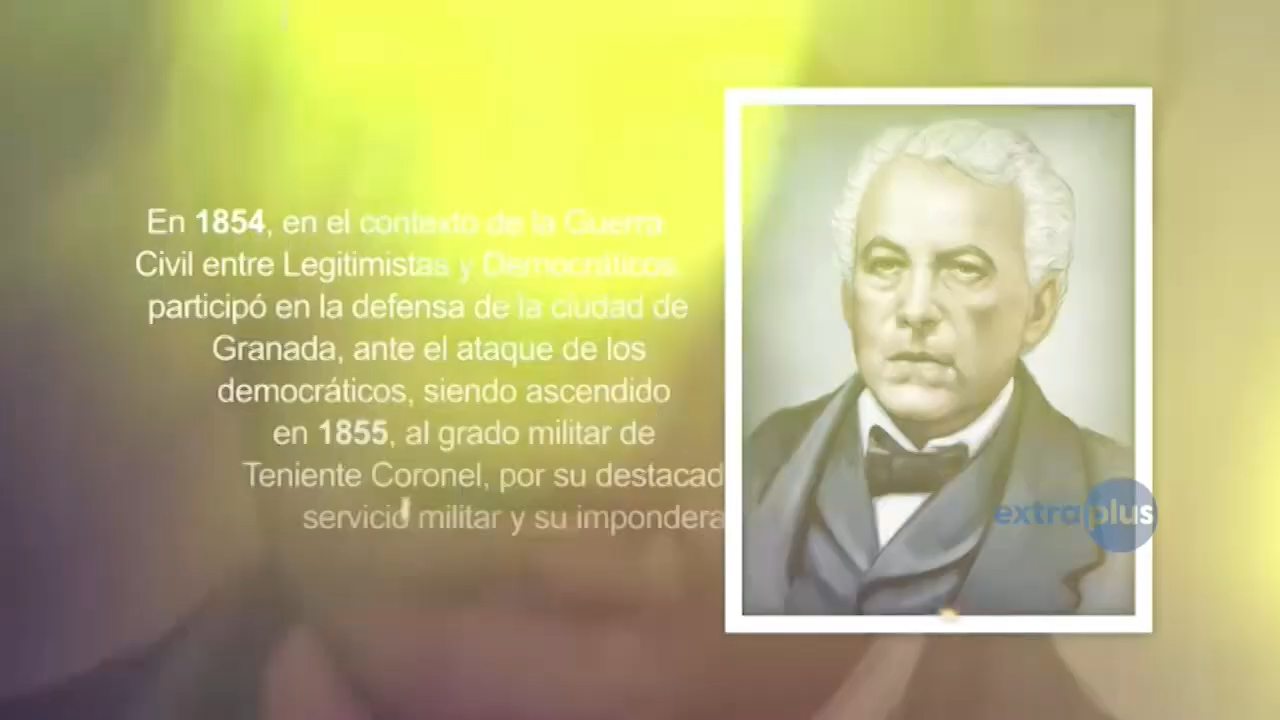 En 1854, en el contexto de la Guerra
Civil entre Legitimistas y Democráticos
participó en la defensa de la ciudad de
Granada, ante el ataque de los
democráticos, siendo ascendido
en 1855, al grado militar de
Teniente Coronel, por su destacad
servicio militar y su impondera
extraplus